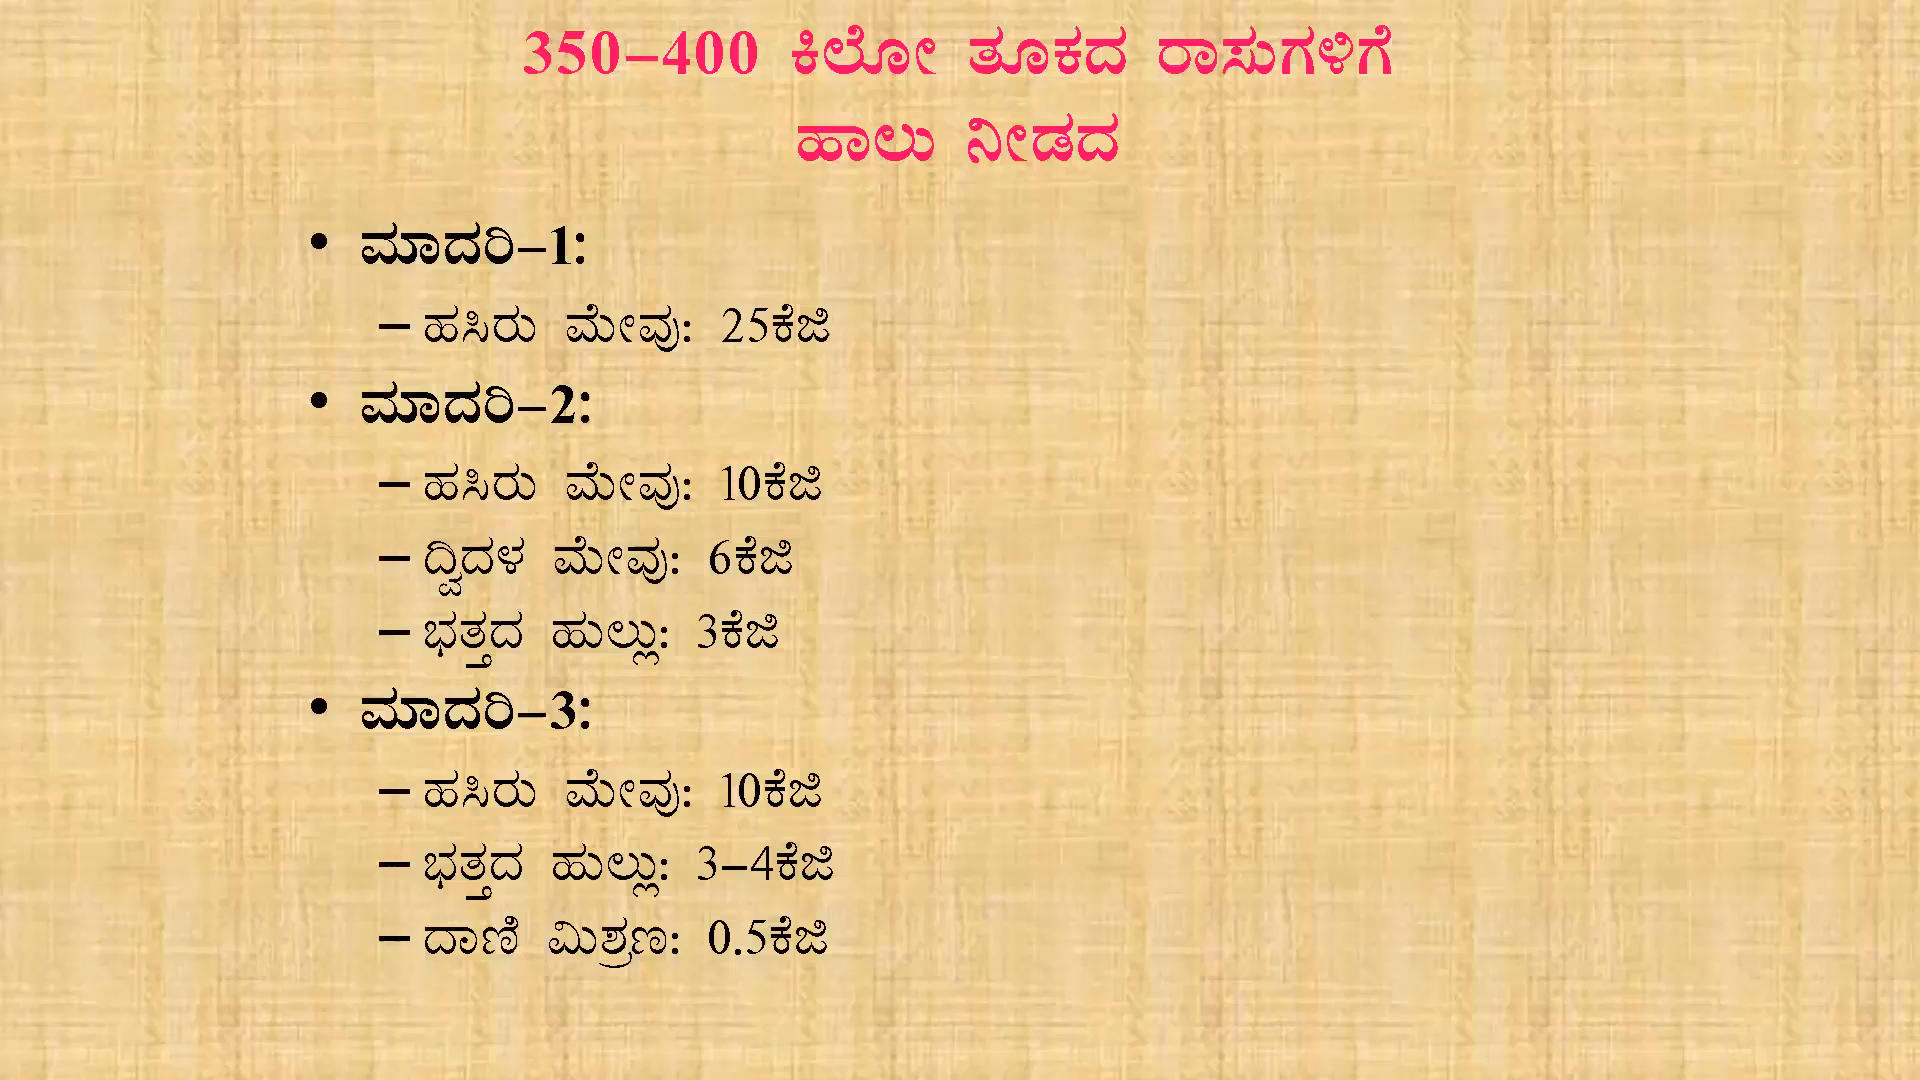 350–400 ಕಿಲೋ ತೂಕದ ರಾಸುಗಳಿಗೆ
ಹಾಲು ನೀಡದ
• ಮಾದರಿ–1:
– ಹಸಿರು ಮೇವು: 25ಕೆಜಿ
• ಮಾದರಿ–2:
– ಹಸಿರು ಮೇವು: 10ಕೆಜಿ
– ದ್ವಿದಳ ಮೇವು: 6ಕೆಜಿ
– ಭತ್ತದ ಹುಲ್ಲು: 3ಕೆಜಿ
• ಮಾದರಿ–3:
– ಹಸಿರು ಮೇವು: 10ಕೆಜಿ
– ಭತ್ತದ ಹುಲ್ಲು: 3–4ಕೆಜಿ
– ದಾಣಿ ಮಿಶ್ರಣ: 0.5ಕೆಜಿ